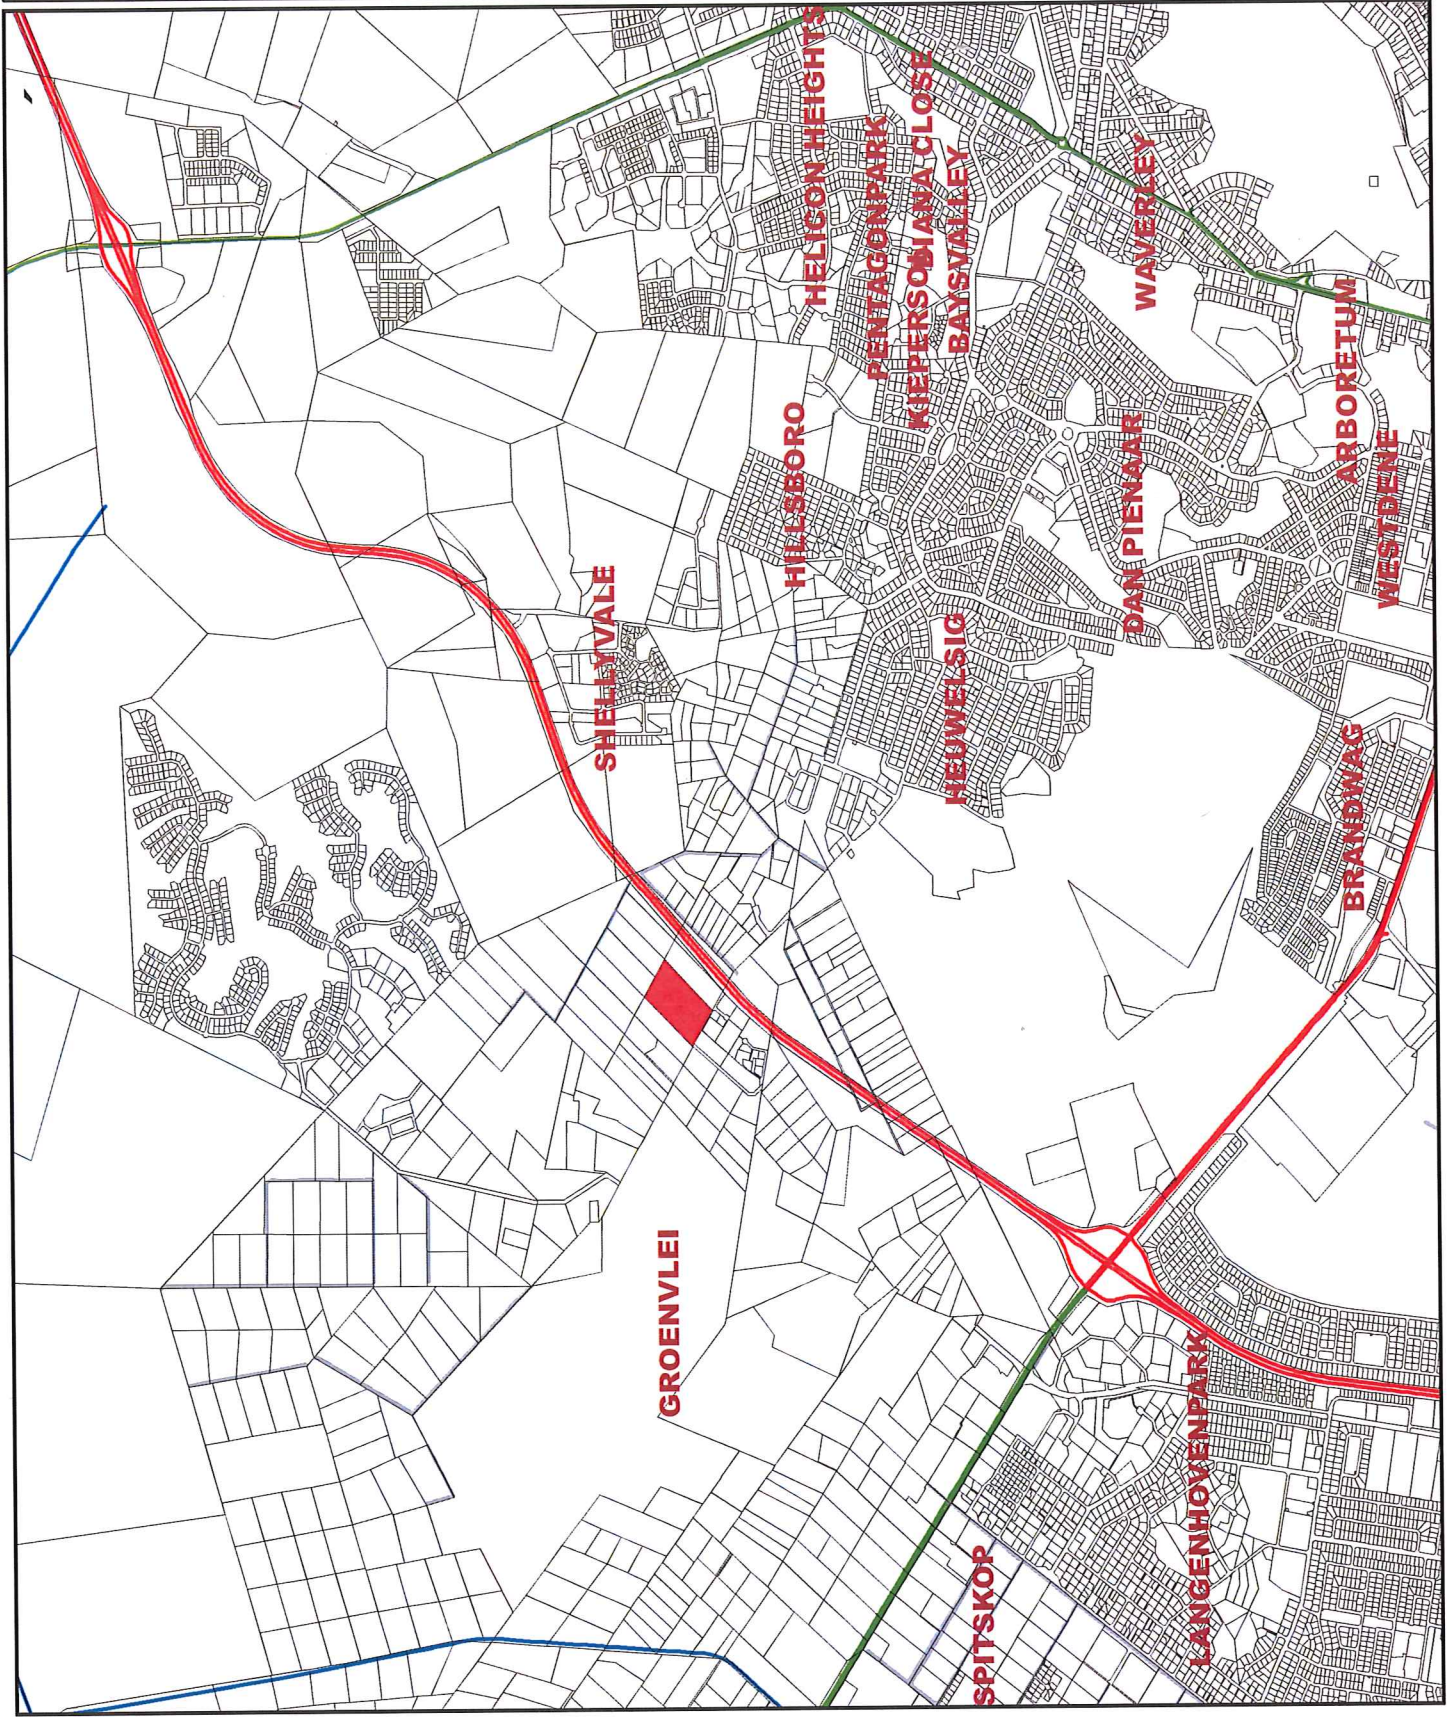 SHELLYVALE
GROENVLEI
HILLSBORO
HELICON HEIGHTS
PENTAGONPARK
KIEPERSOL
DIANA CLOSE
HEUWELSIG
BAYSVALLEY
SPITSKOP
DAN PIENAAR
WAVERLEY
LANGENHOVENPARK
ARBORETUM
BRANDWAG
WESTDENE